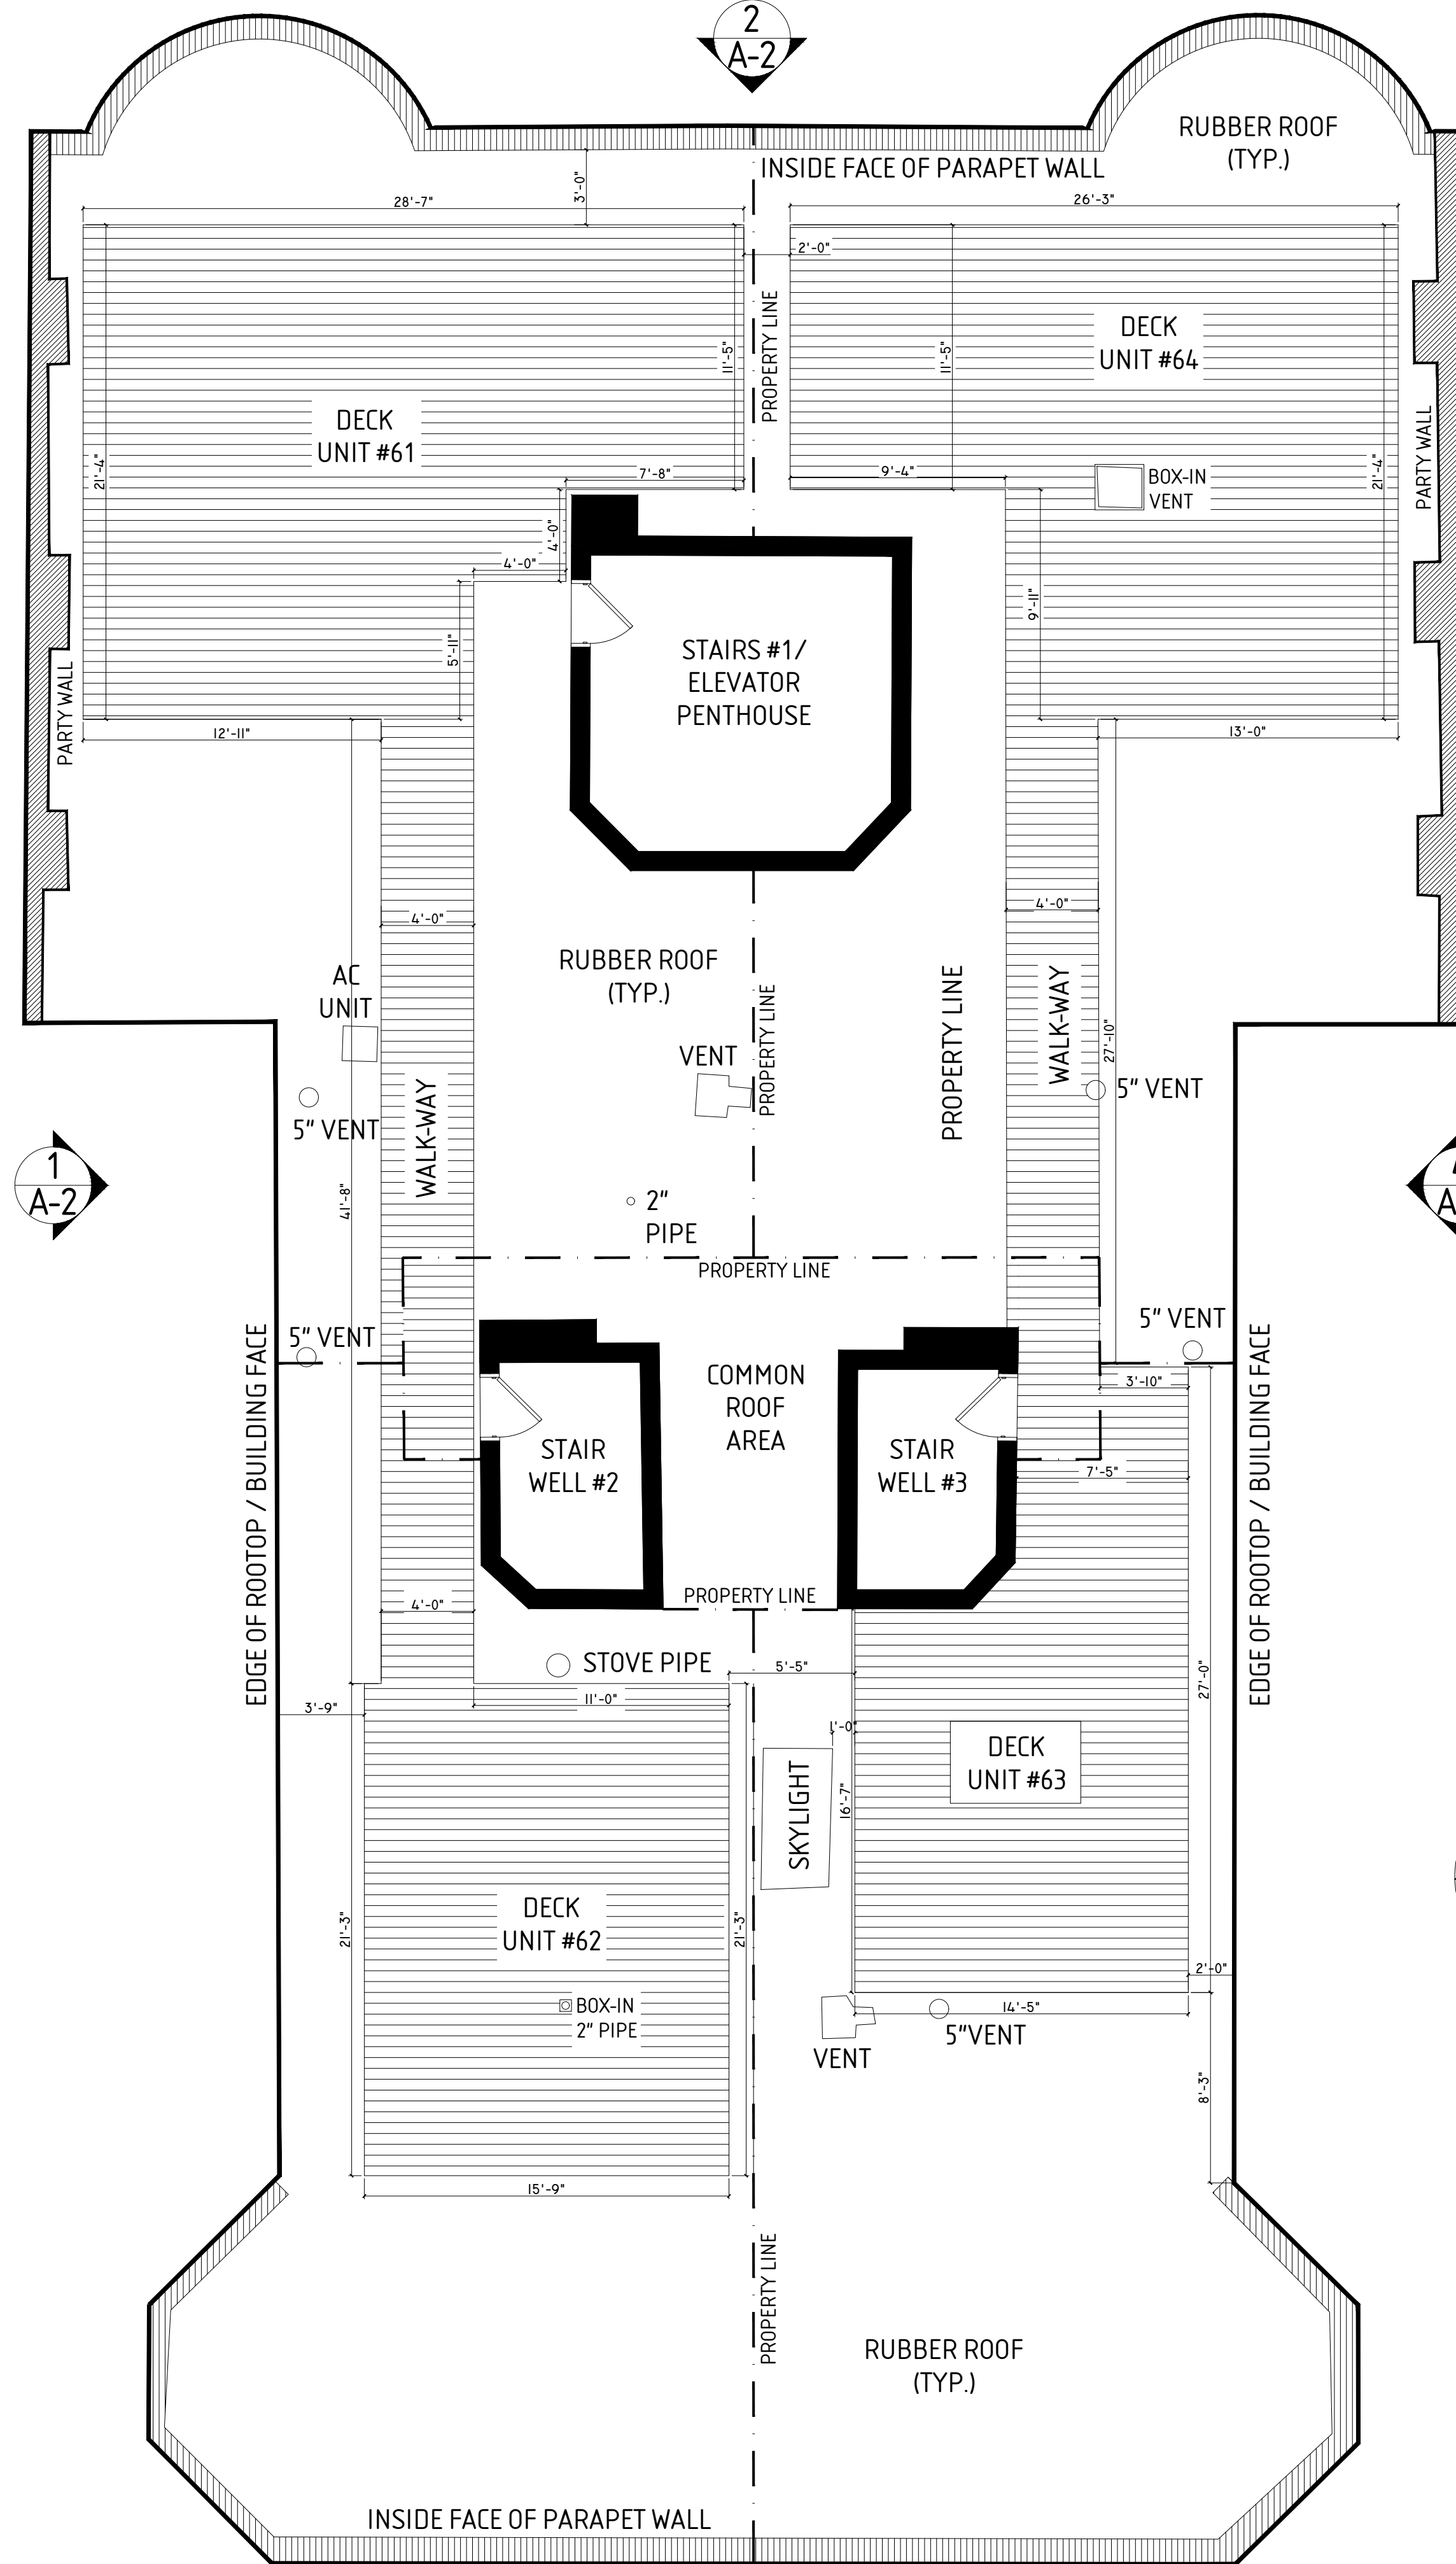 2
A-2
RUBBER ROOF
(TYP.)
INSIDE FACE OF PARAPET WALL
3'-0"
28'-7"
26'-3"
2'-0"
PROPERTY LINE
DECK
UNIT #64
11'-5"
11'-5"
DECK
UNIT #61
21'-4"
7'-8"
9'-4"
BOX-IN
VENT
21'-4"
PARTY WALL
4'-0"
4'-0"
9'-11"
5'-11"
STAIRS #1/
ELEVATOR
PENTHOUSE
PARTY WALL
12'-11"
13'-0"
4'-0"
4'-0"
RUBBER ROOF
(TYP.)
AC
UNIT
PROPERTY LINE
PROPERTY LINE
WALK-WAY
27'-10"
VENT
5" VENT
5" VENT
WALK-WAY
1
A-2
41'-8"
2"
PIPE
PROPERTY LINE
5" VENT
5" VENT
EDGE OF ROOTOP / BUILDING FACE
COMMON
ROOF
AREA
3'-10"
EDGE OF ROOTOP / BUILDING FACE
STAIR
WELL #2
STAIR
WELL #3
7'-5"
4'-0"
PROPERTY LINE
STOVE PIPE
5'-5"
27'-0"
3'-9"
11'-0"
1'-0"
DECK
UNIT #63
SKYLIGHT
16'-7"
DECK
UNIT #62
21'-3"
21'-3"
2'-0"
BOX-IN
2" PIPE
14'-5"
5"VENT
VENT
8'-3"
15'-9"
PROPERTY LINE
RUBBER ROOF
(TYP.)
INSIDE FACE OF PARAPET WALL